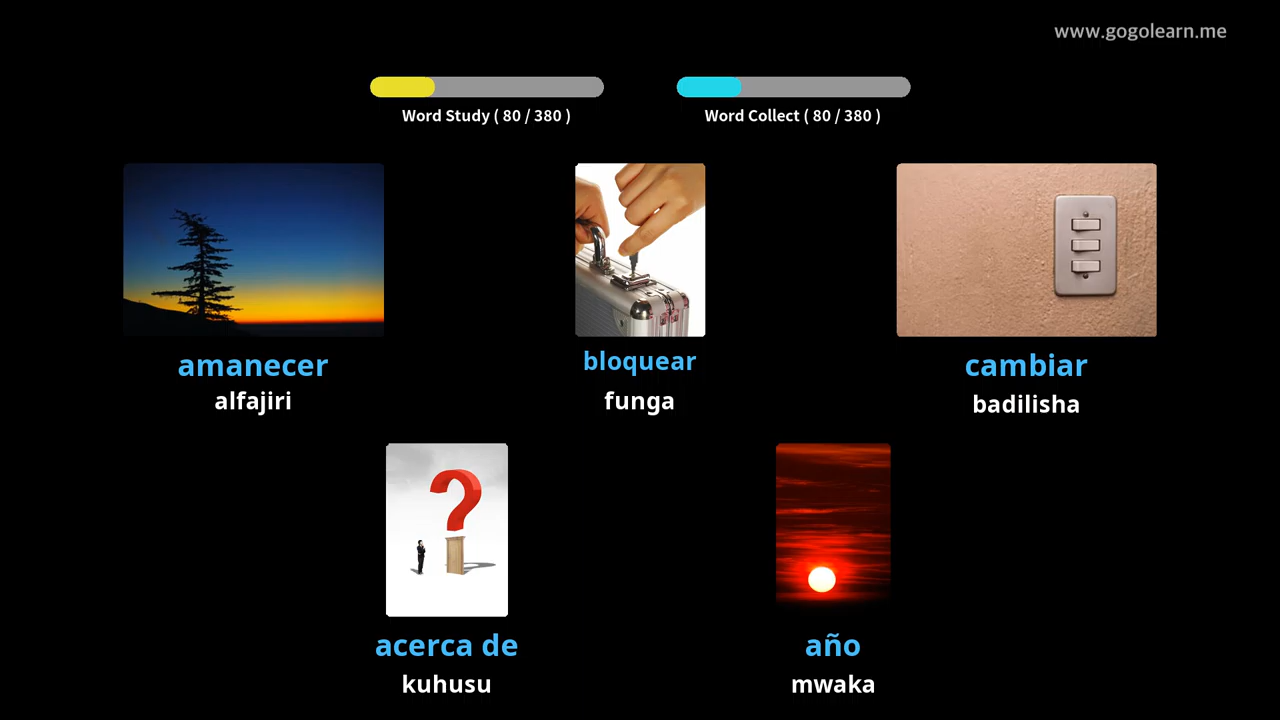 www.gogolearn.me
Word Study ( 80 / 380 )
Word Collect ( 80 / 380 )
amanecer
alfajiri
bloquear
funga
cambiar
badilisha
acerca de
kuhusu
año
mwaka